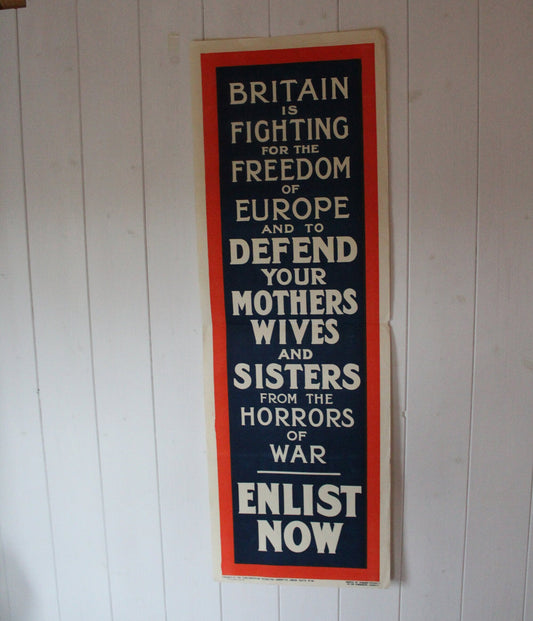 BRITAIN
IS
FIGHTING
FOR THE
FREEDOM
OF
EUROPE
AND TO
DEFEND
YOUR
MOTHERS
WIVES
AND
SISTERS
FROM THE
HORRORS
OF
WAR
ENLIST
NOW